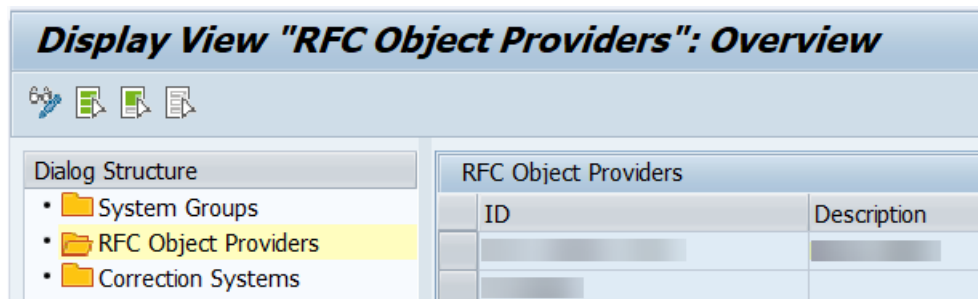 Display View "RFC Object Providers": Overview
Dialog Structure
System Groups
RFC Object Providers
Correction Systems
RFC Object Providers
ID Description